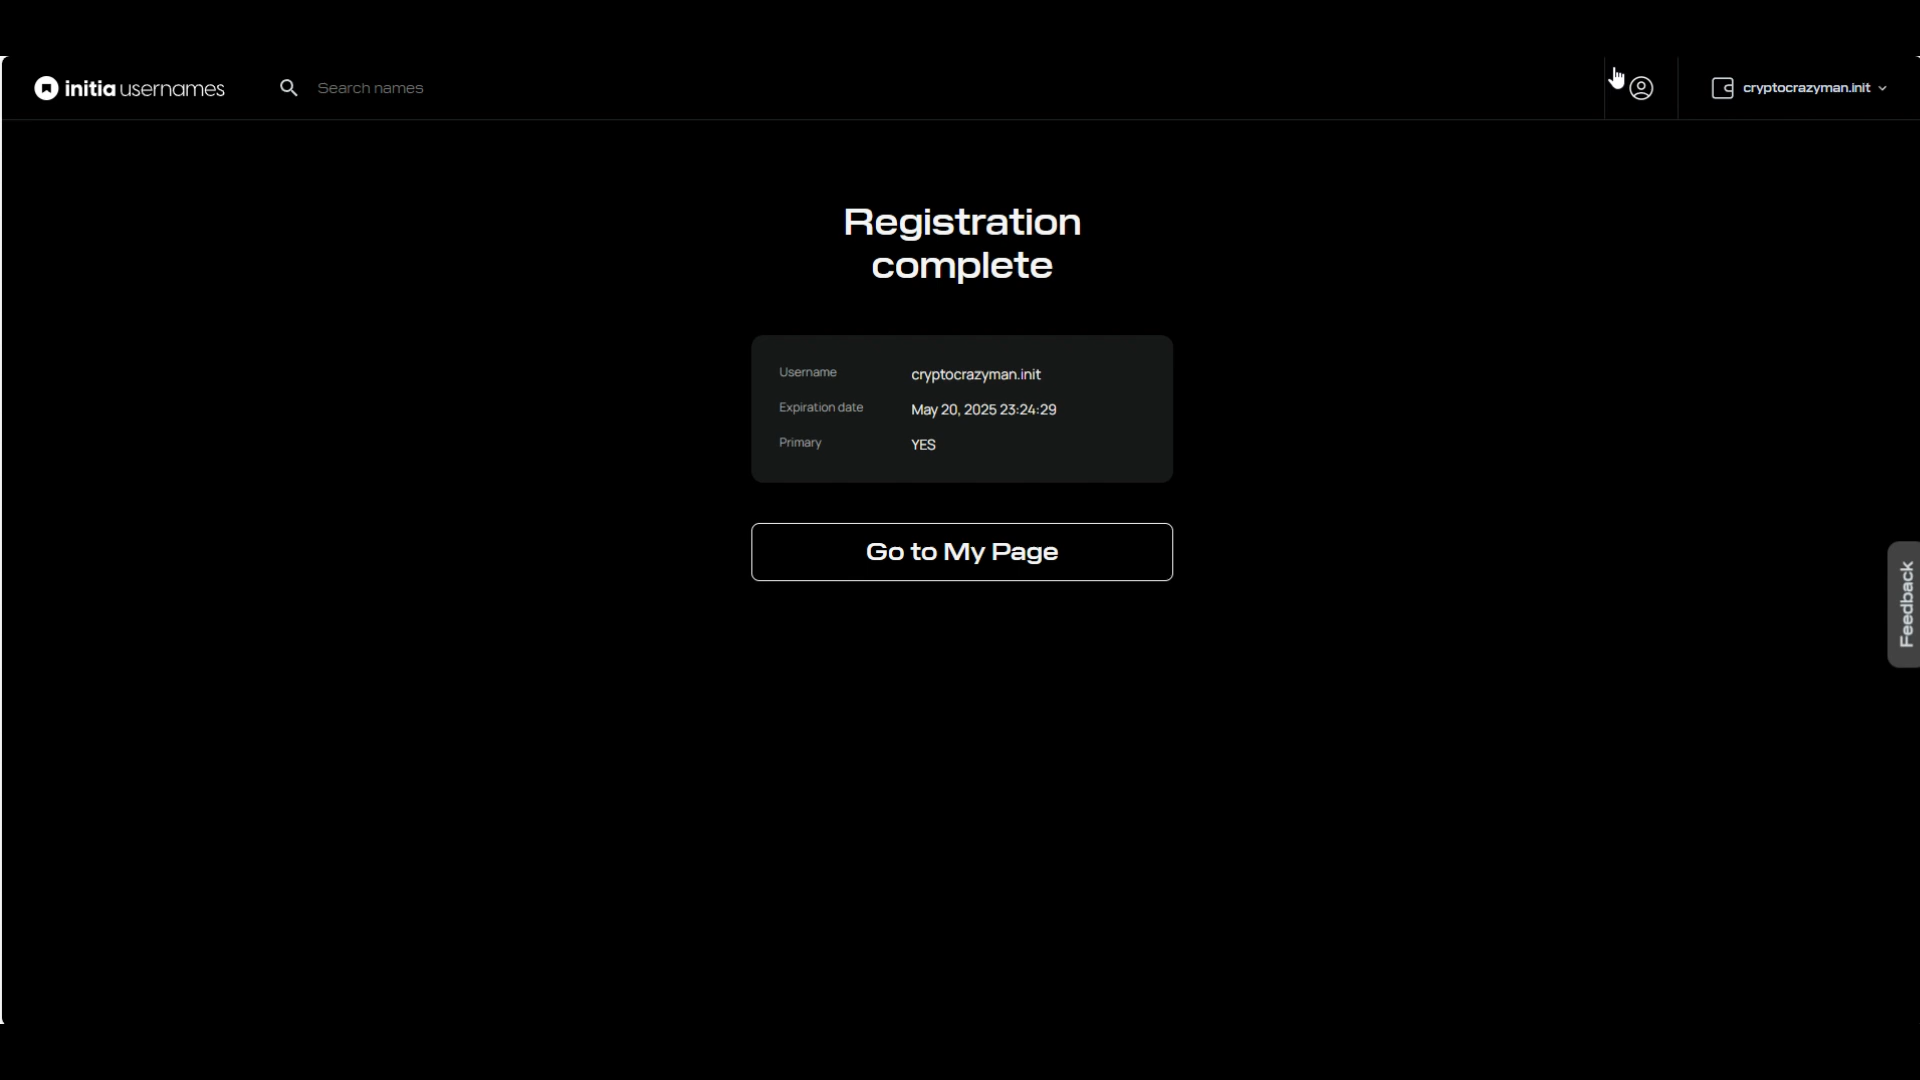 initia usernames
Search names
cryptocrazyman.init
Registration
complete
Username cryptocrazyman.init
Expiration date May 20, 2025 23:24:29
Primary YES
Go to My Page
Feedback